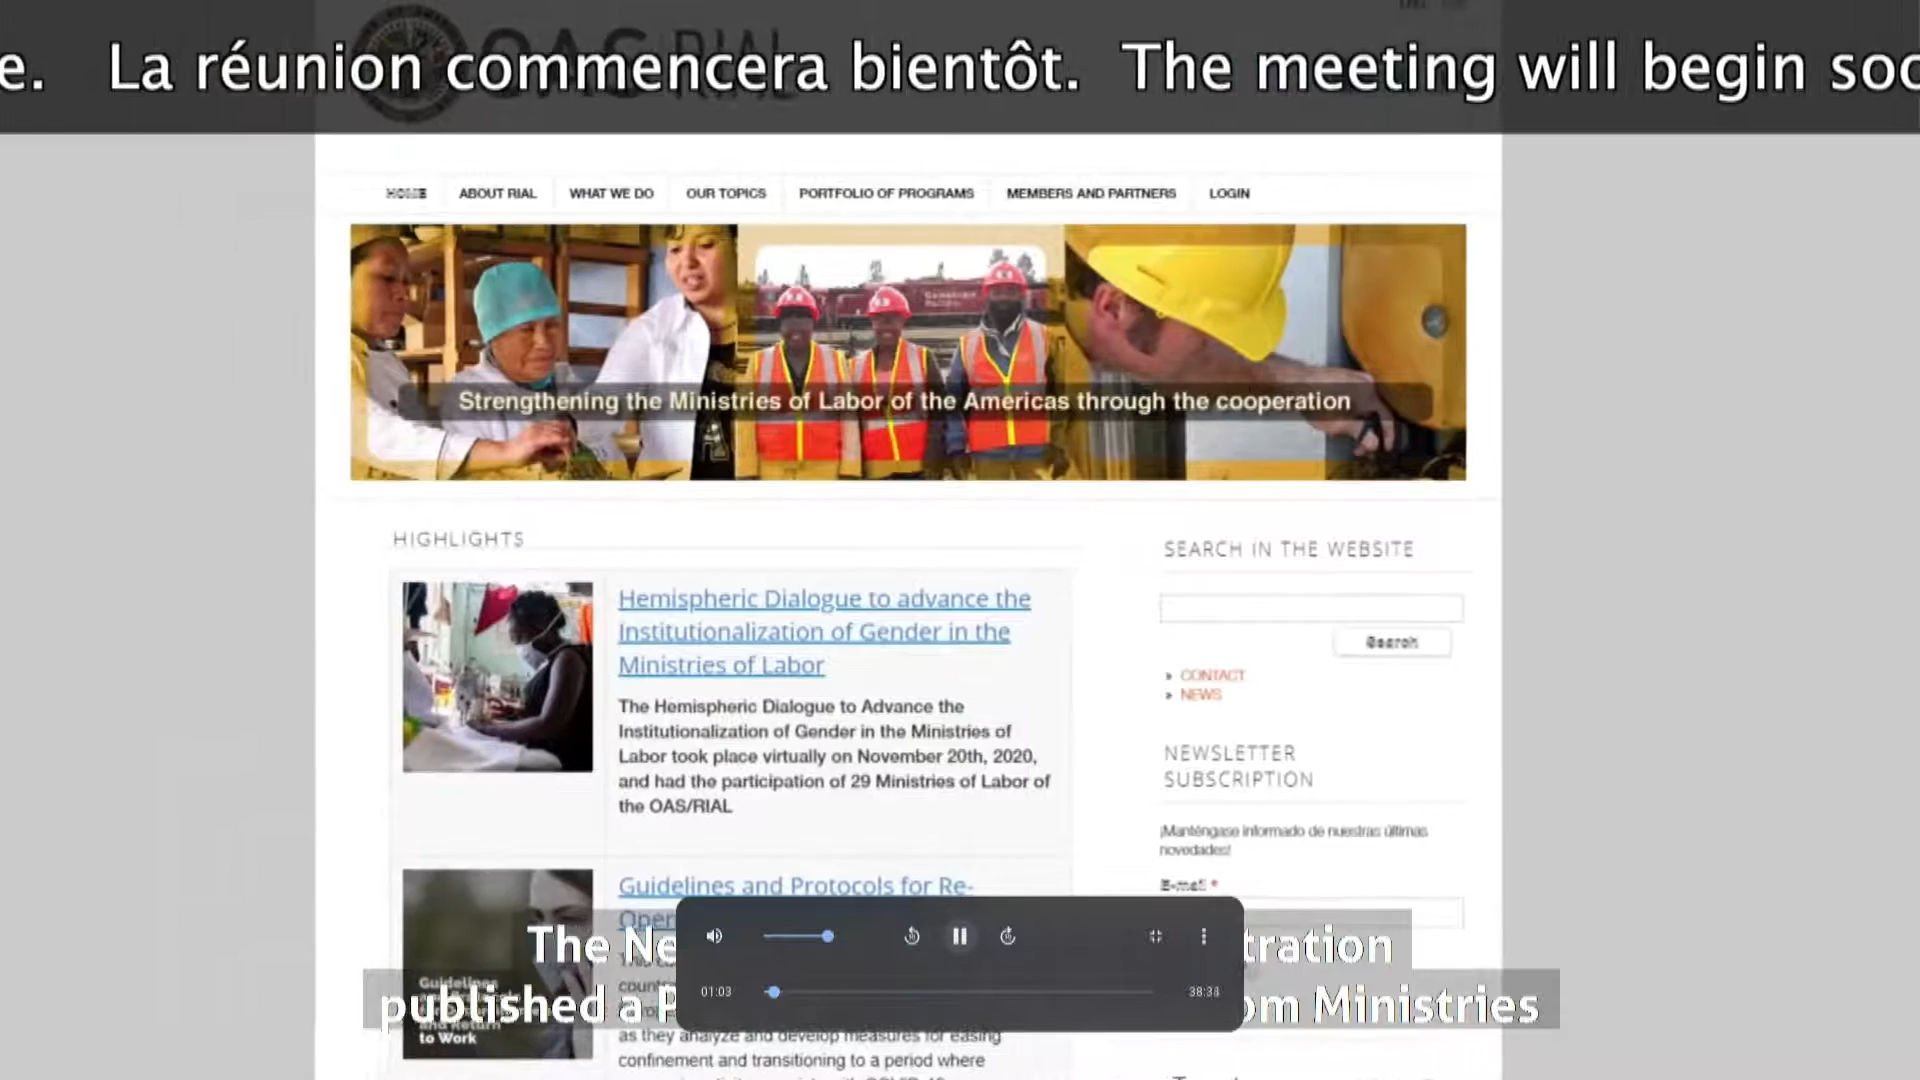 e. La réunion commencera bientôt. The meeting will begin
OAS RIAL
HOME ABOUT RIAL WHAT WE DO OUR TOPICS PORTFOLIO OF PROGRAMS MEMBERS AND PARTNERS LOGIN
Strengthening the Ministries of Labor of the Americas through the cooperation
HIGHLIGHTS
Hemispheric Dialogue to advance the
Institutionalization of Gender in the
Ministries of Labor
The Hemispheric Dialogue to Advance the
Institutionalization of Gender in the Ministries of
Labor took place virtually on November 20th, 2020,
and had the participation of 29 Ministries of Labor of
the OAS/RIAL
Guidelines and Protocols for Re-
SEARCH IN THE WEBSITE
Search
» CONTACT
» NEWS
NEWSLETTER
SUBSCRIPTION
¡Manténgase informado de nuestras últimas
novedades!
E-mail *
The Ne tration
published a P om Ministries
01:03 38:38
Guidelines
and Return
to Work
as they analyze and develop measures for easing
confinement and transitioning to a period where